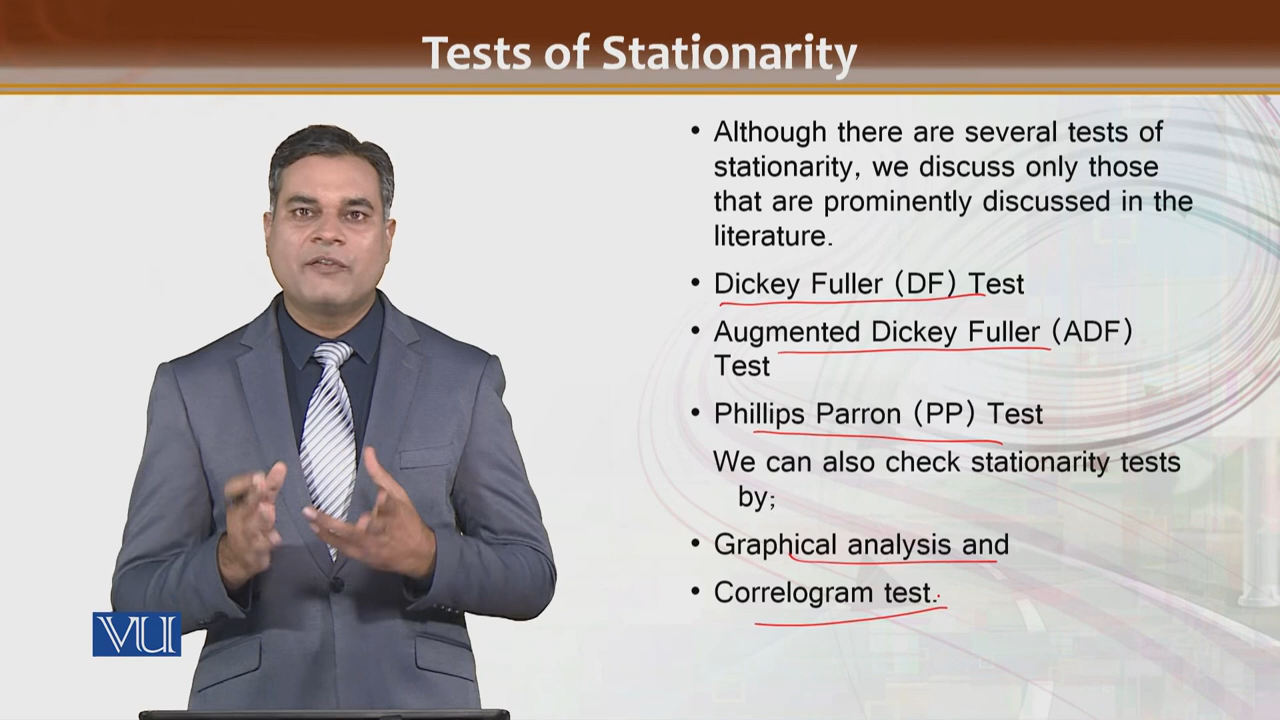 Tests of Stationarity
• Although there are several tests of
stationarity, we discuss only those
that are prominently discussed in the
literature.
• Dickey Fuller (DF) Test
• Augmented Dickey Fuller (ADF)
Test
• Phillips Parron (PP) Test
We can also check stationarity tests
by;
• Graphical analysis and
• Correlogram test.
VU